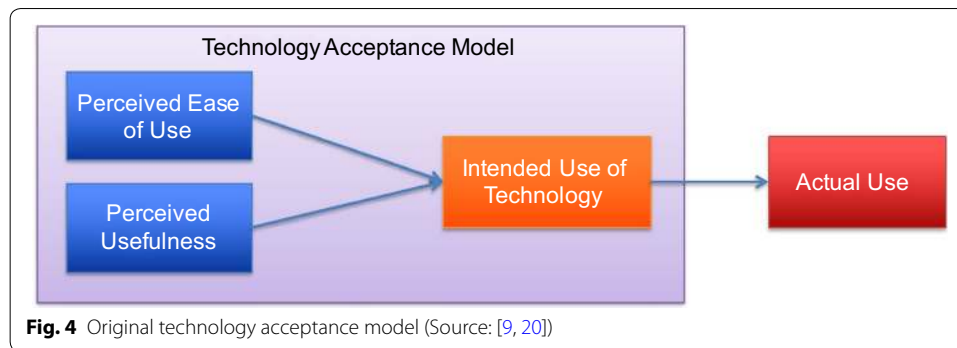 Technology Acceptance Model
Perceived Ease
of Use
Perceived
Usefulness
Intended Use of
Technology
Actual Use
Fig. 4 Original technology acceptance model (Source: [9, 20])